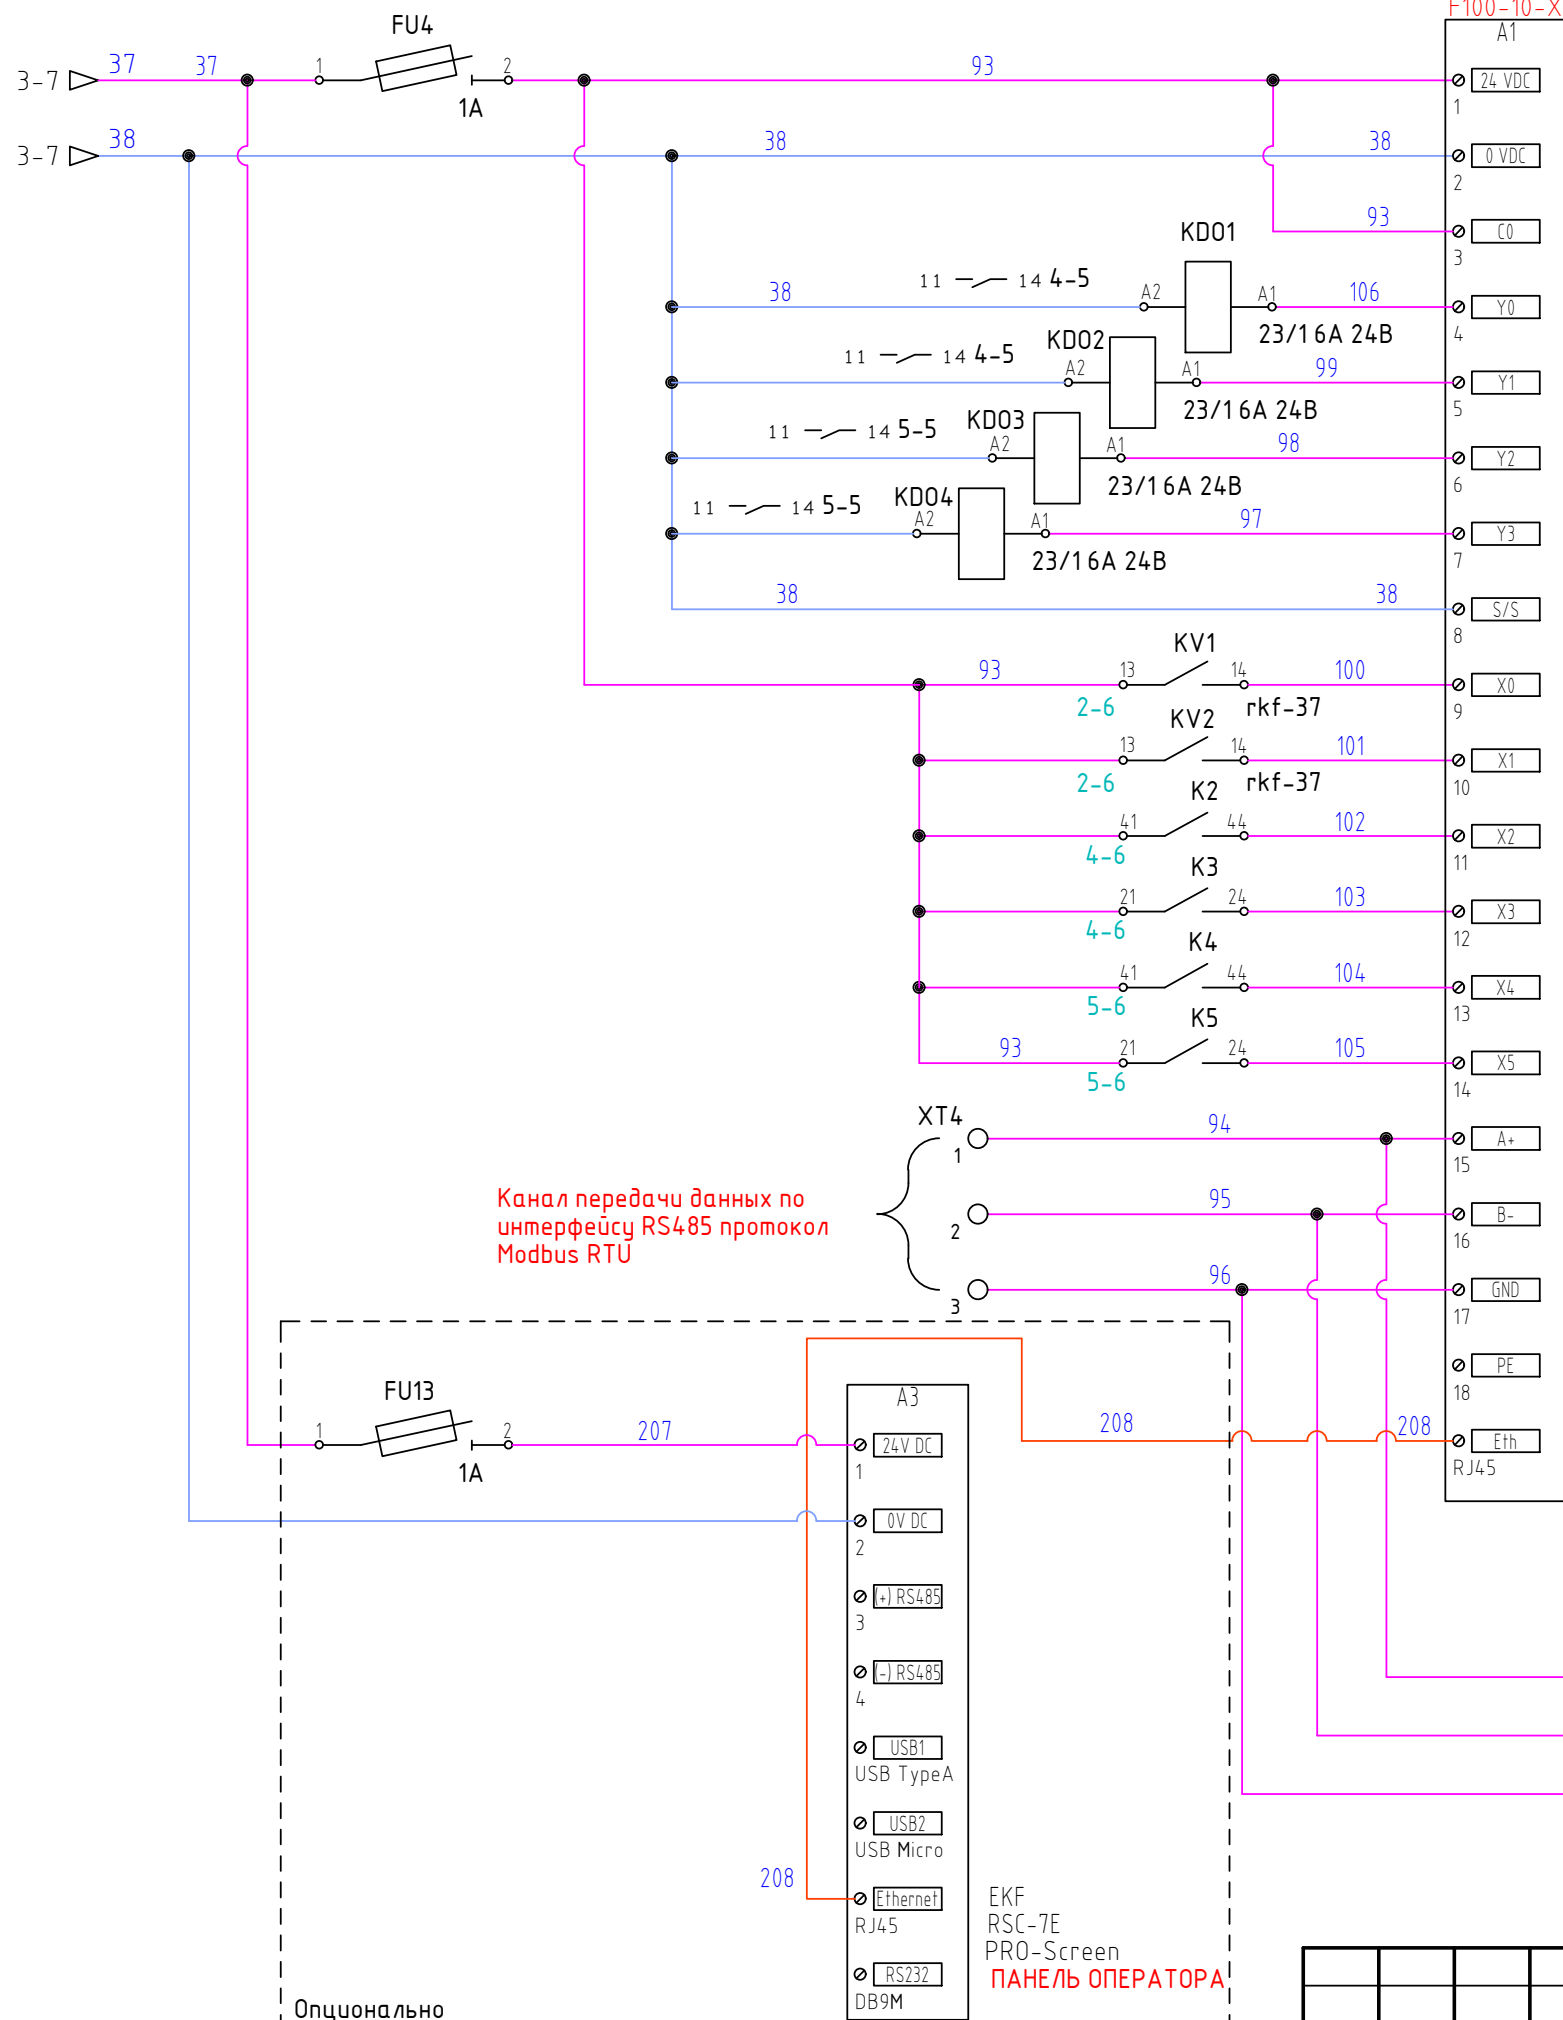 F100-10-X
A1
FU4
3-7 37 37 1 2 93 24 VDC
1A 1
3-7 38 38 38 0 VDC
2
93 C0
KDO1 3
11 14 4-5
38 A2 A1 106 Y0
23/1 6A 24В 4
KDO2
11 14 4-5
A2 A1 99 Y1
23/1 6A 24В 5
KDO3
11 14 5-5
A2 A1 98 Y2
23/1 6A 24В 6
KDO4
11 14 5-5
A2 A1 97 Y3
23/1 6A 24В 7
38 38 S/S
8
KV1
93 13 14 100 X0
2-6 rkf-37 9
KV2
13 14 101 X1
2-6 rkf-37 10
K2
41 44 102 X2
4-6 11
K3
21 24 103 X3
4-6 12
K4
41 44 104 X4
5-6 13
K5
93 21 24 105 X5
5-6 14
XT4
1 94 A+
15
Канал передачи данных по
интерфейсу RS485 протокол
Modbus RTU
2 95 B-
16
3 96 GND
17
PE
18
208 208 Eth
RJ45
FU13
1 2 207
1A
A3
24V DC
1
0V DC
2
(+) RS485
3
(-) RS485
4
USB1
USB TypeA
USB2
USB Micro
208 Ethernet
RJ45
RS232
DB9M
EKF
RSC-7E
PRO-Screen
ПАНЕЛЬ ОПЕРАТОРА
Опционально